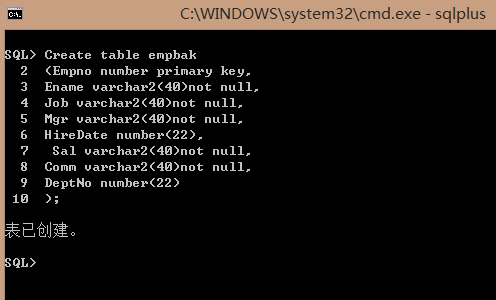 C:\WINDOWS\system32\cmd.exe - sqlplus
SQL> Create table empbak
2 (Empno number primary key,
3 Ename varchar2(40)not null,
4 Job varchar2(40)not null,
5 Mgr varchar2(40)not null,
6 HireDate number(22),
7 Sal varchar2(40)not null,
8 Comm varchar2(40)not null,
9 DeptNo number(22)
10 );
表已创建。
SQL>